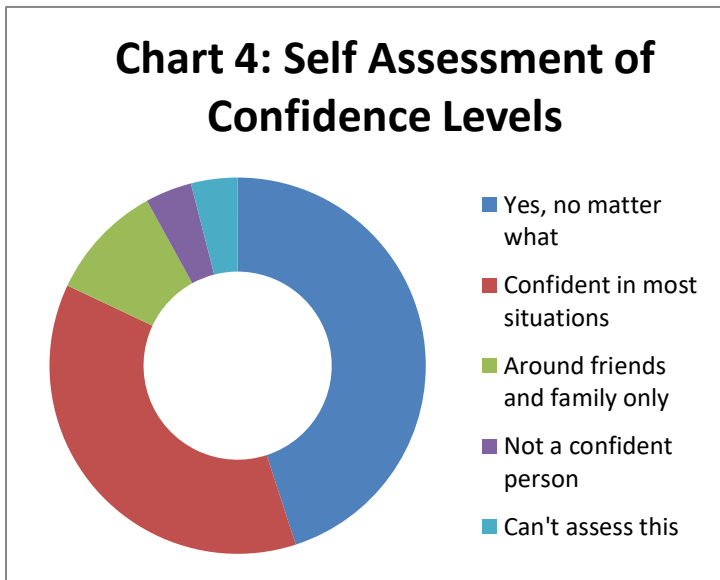 Chart 4: Self Assessment of
Confidence Levels
Yes, no matter
what
Confident in most
situations
Around friends
and family only
Not a confident
person
Can't assess this